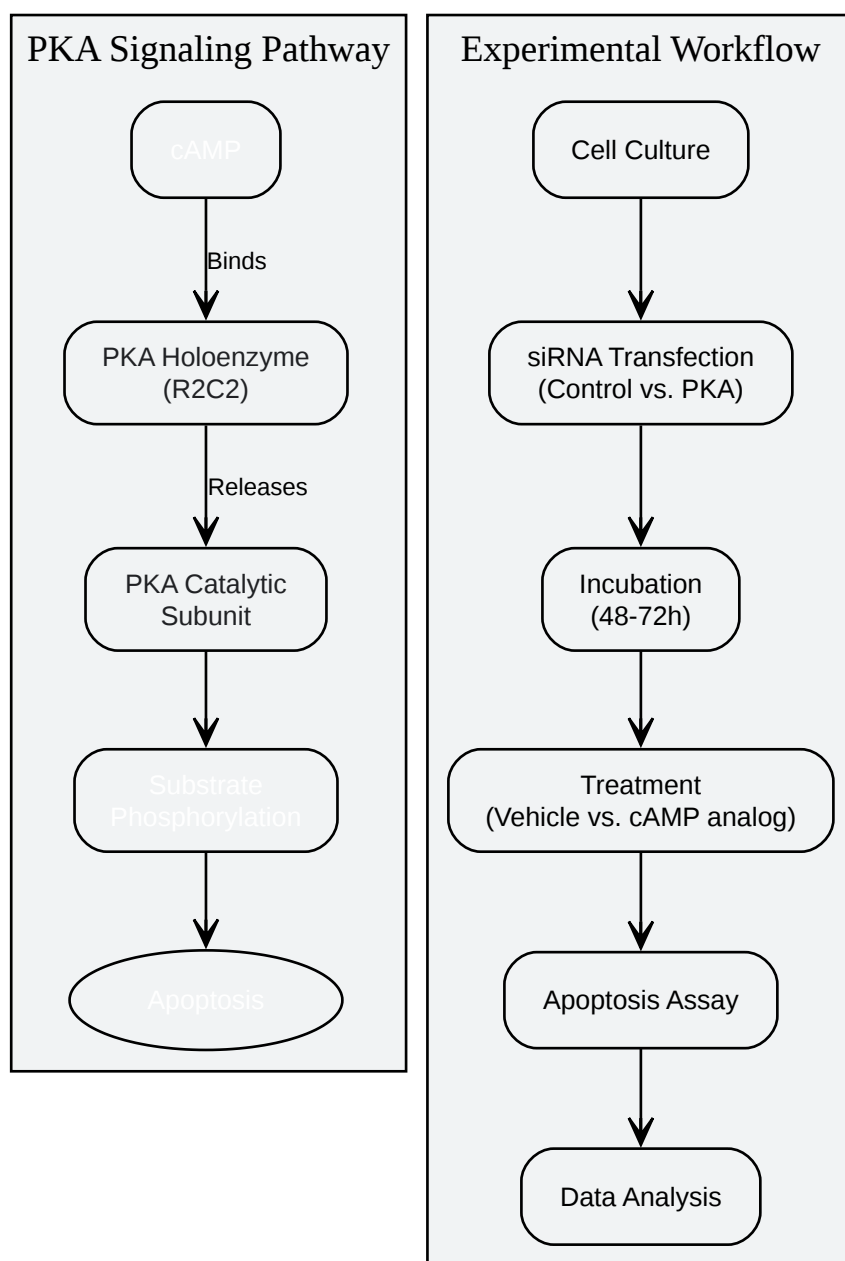 PKA Signaling Pathway
cAMP
Binds
PKA Holoenzyme
(R2C2)
Releases
PKA Catalytic
Subunit
Substrate
Phosphorylation
Apoptosis
Experimental Workflow
Cell Culture
siRNA Transfection
(Control vs. PKA)
Incubation
(48-72h)
Treatment
(Vehicle vs. cAMP analog)
Apoptosis Assay
Data Analysis